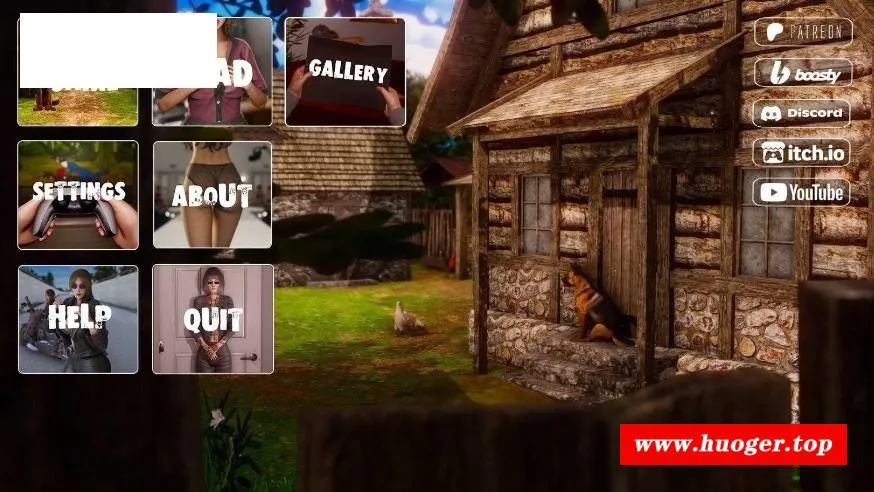 GALLERY
SETTINGS
ABOUT
HELP
QUIT
PATREON
boosty
Discord
itch.io
YouTube
www.huoger.top